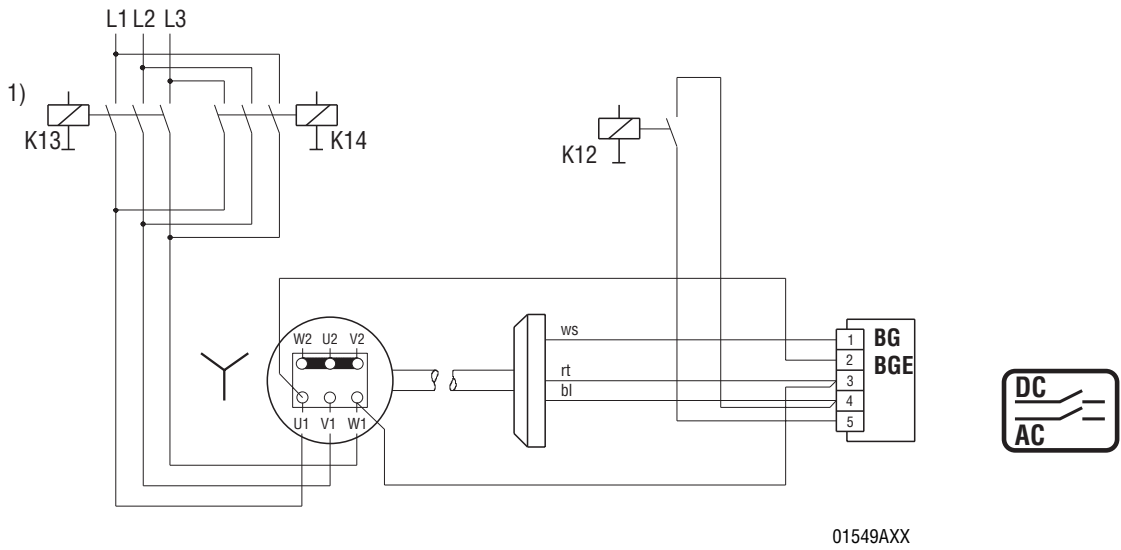 L1 L2 L3
1)
K13
K14
K12
W2 U2 V2
U1 V1 W1
ws
rt
bl
1
2
3
4
5
BG
BGE
DC
AC
01549AXX